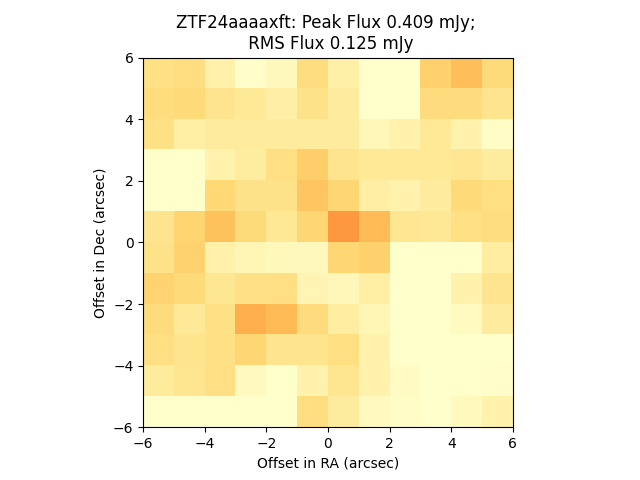 ZTF24aaaaxft: Peak Flux 0.409 mJy;
RMS Flux 0.125 mJy
6
4
2
0
−2
−4
−6
Offset in Dec (arcsec)
−6 −4 −2 0 2 4 6
Offset in RA (arcsec)